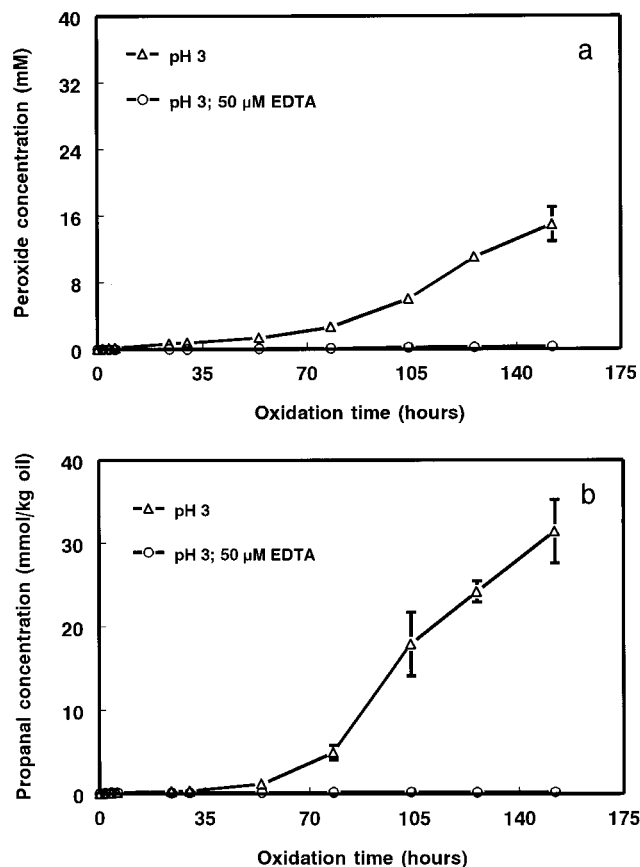 40
32
24
16
8
0
Peroxide concentration (mM)
a
pH 3
pH 3; 50 µM EDTA
0 35 70 105 140 175
Oxidation time (hours)
40
30
20
10
0
Propanal concentration (mmol/kg oil)
b
pH 3
pH 3; 50 µM EDTA
0 35 70 105 140 175
Oxidation time (hours)